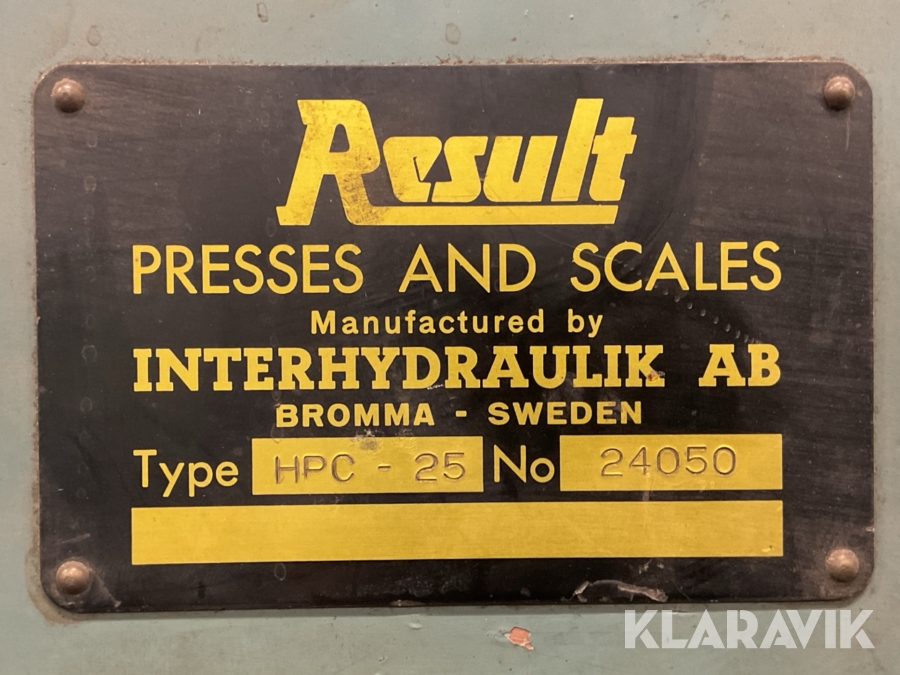 Result
PRESSES AND SCALES
Manufactured by
INTERHYDRAULIK AB
BROMMA - SWEDEN
Type HPC - 25 No 24050
KLARAVIK